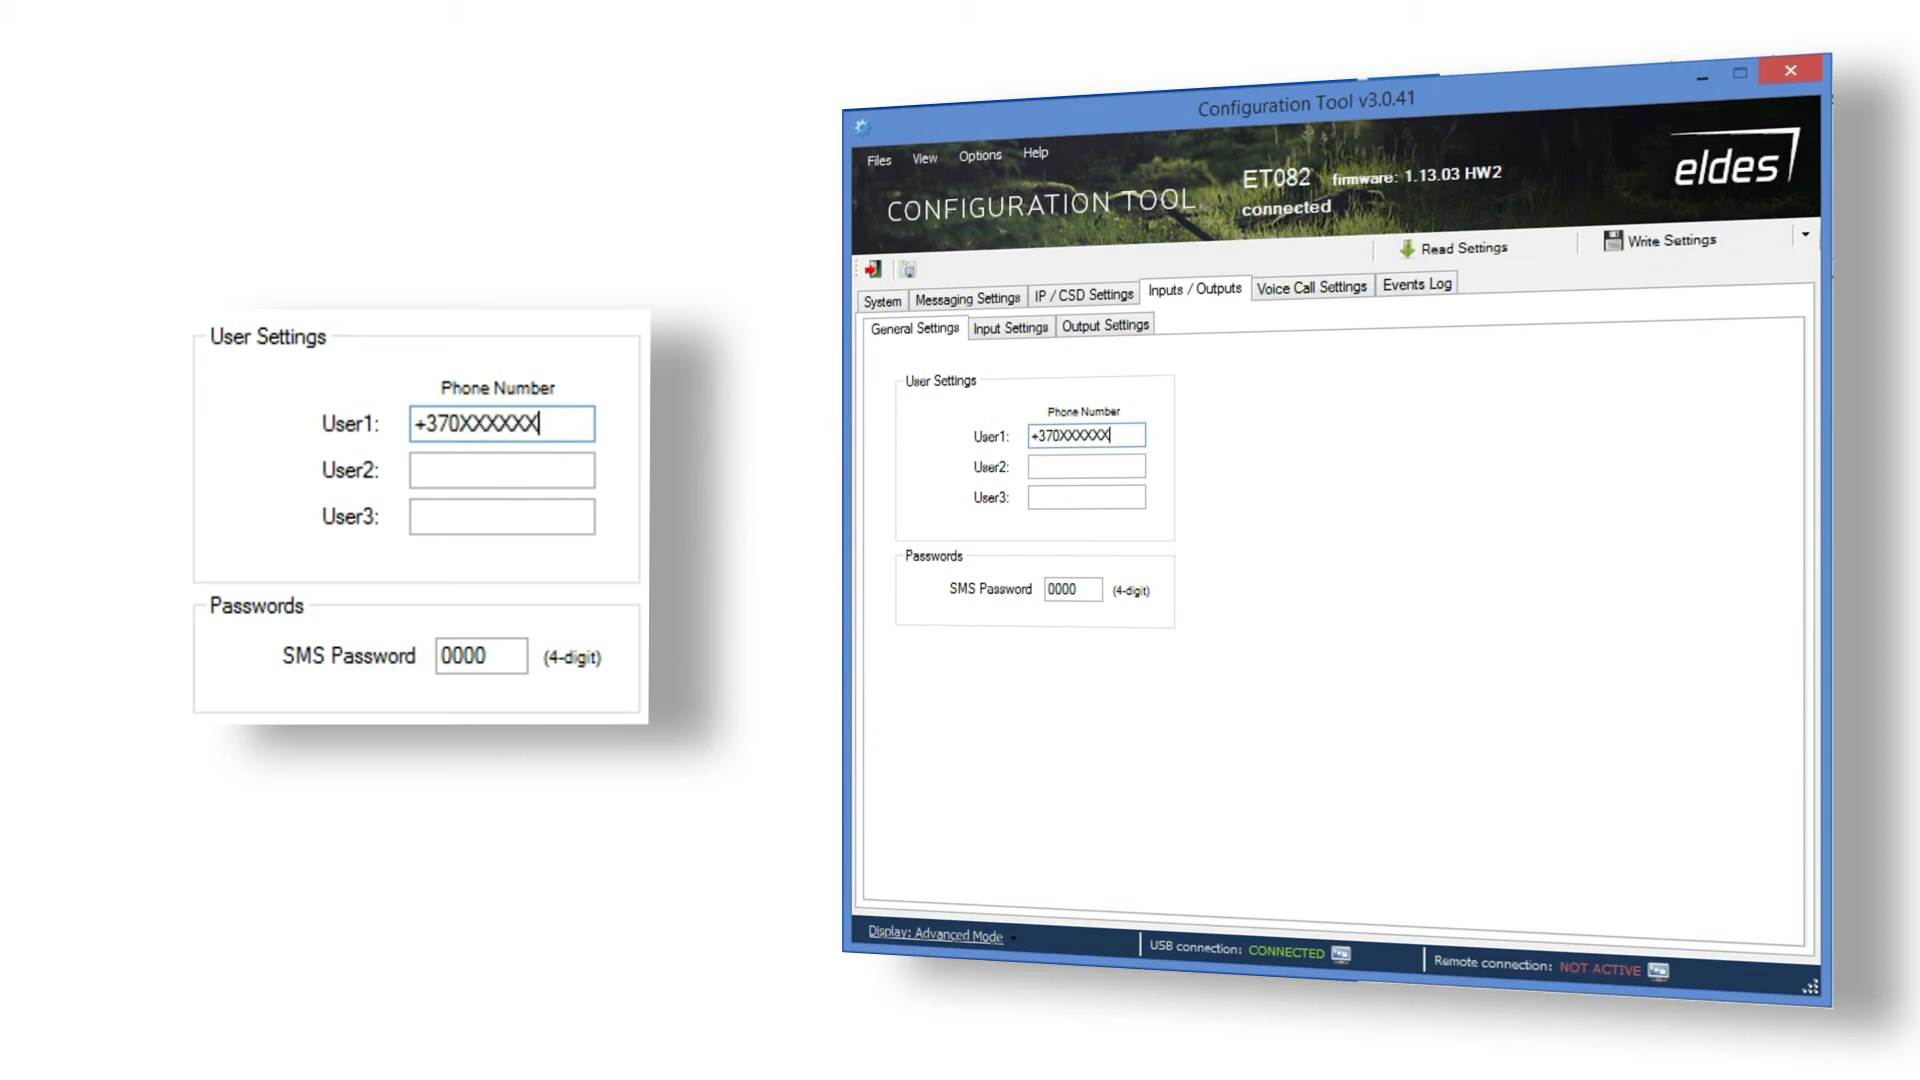 User Settings
Phone Number
User1: +370XXXXXX
User2:
User3:
Passwords
SMS Password 0000 (4-digit)
Configuration Tool v3.0.41
Files View Options Help
CONFIGURATION TOOL
ET082 firmware: 1.13.03 HW2
connected
eldes
Read Settings Write Settings
System Messaging Settings IP / CSD Settings Inputs / Outputs Voice Call Settings Events Log
General Settings Input Settings Output Settings
User Settings
Phone Number
User1: +370XXXXXX
User2:
User3:
Passwords
SMS Password 0000 (4-digit)
Display: Advanced Mode USB connection: CONNECTED Remote connection: NOT ACTIVE